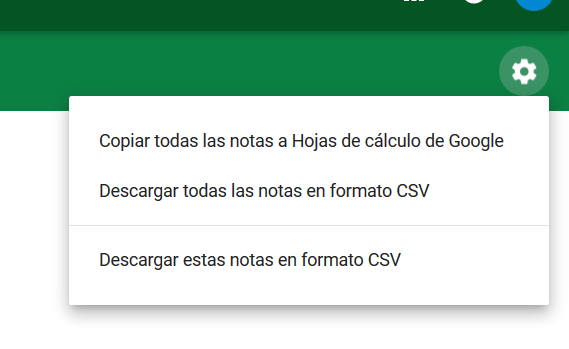 Copiar todas las notas a Hojas de cálculo de Google
Descargar todas las notas en formato CSV
Descargar estas notas en formato CSV